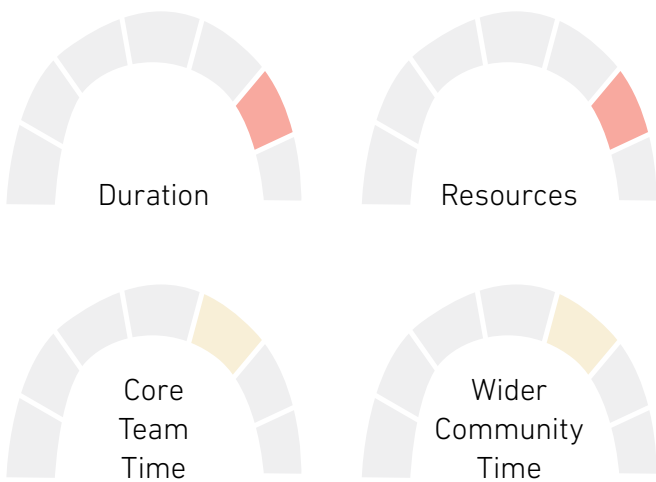 Duration
Resources
Core
Team
Time
Wider
Community
Time